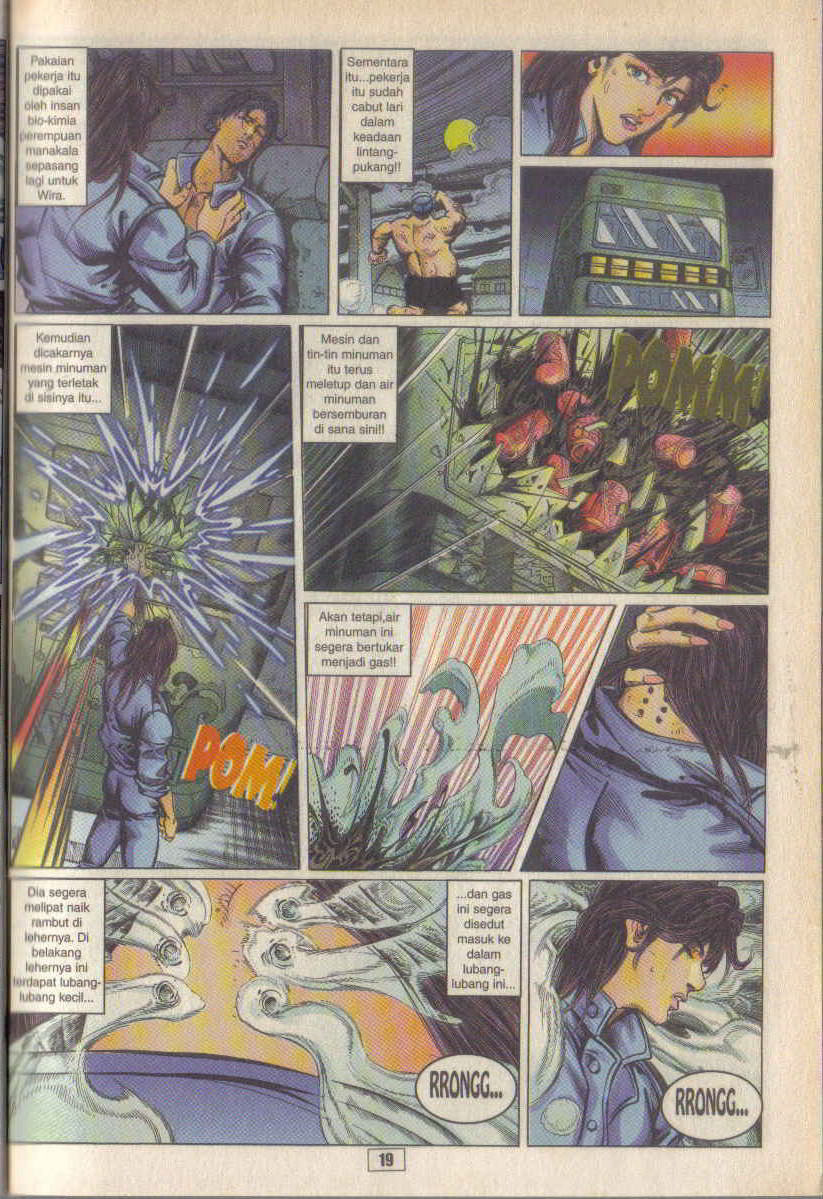 Pakaian
pekerja itu
dipakai
oleh insan
bio-kimia
perempuan
manakala
sepasang
lagi untuk
Wira.
Sementara
itu...pekerja
itu sudah
cabut lari
dalam
keadaan
lintang-
pukang!!
Kemudian
dicakarnya
mesin minuman
yang terletak
di sisinya itu...
POM!
Mesin dan
tin-tin minuman
itu terus
meletup dan air
minuman
bersemburan
di sana sini!!
POMM!
Akan tetapi,air
minuman ini
segera bertukar
menjadi gas!!
Dia segera
melipat naik
rambut di
lehernya. Di
belakang
lehernya ini
terdapat lubang-
lubang kecil...
...dan gas
ini segera
disedut
masuk ke
dalam
lubang-
lubang ini...
RRONGG...
RRONGG...
19